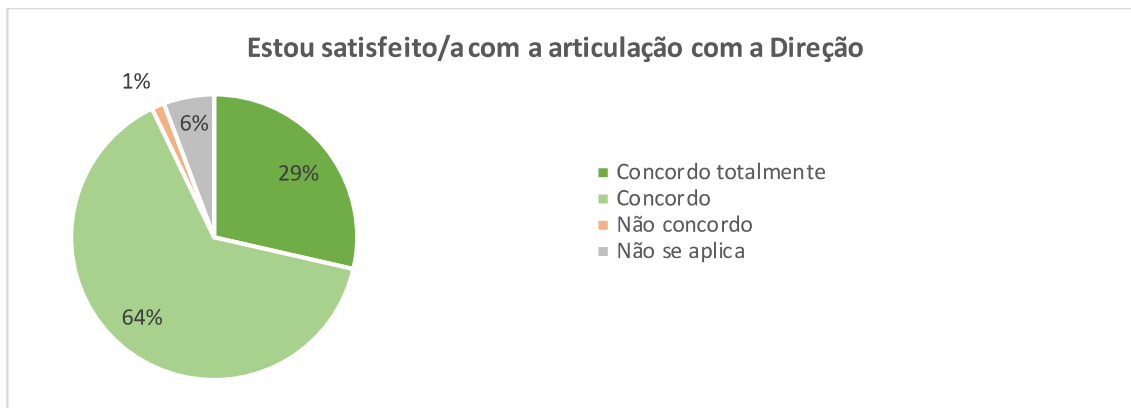 Estou satisfeito/a com a articulação com a Direção
1%
6%
29%
64%
Concordo totalmente
Concordo
Não concordo
Não se aplica